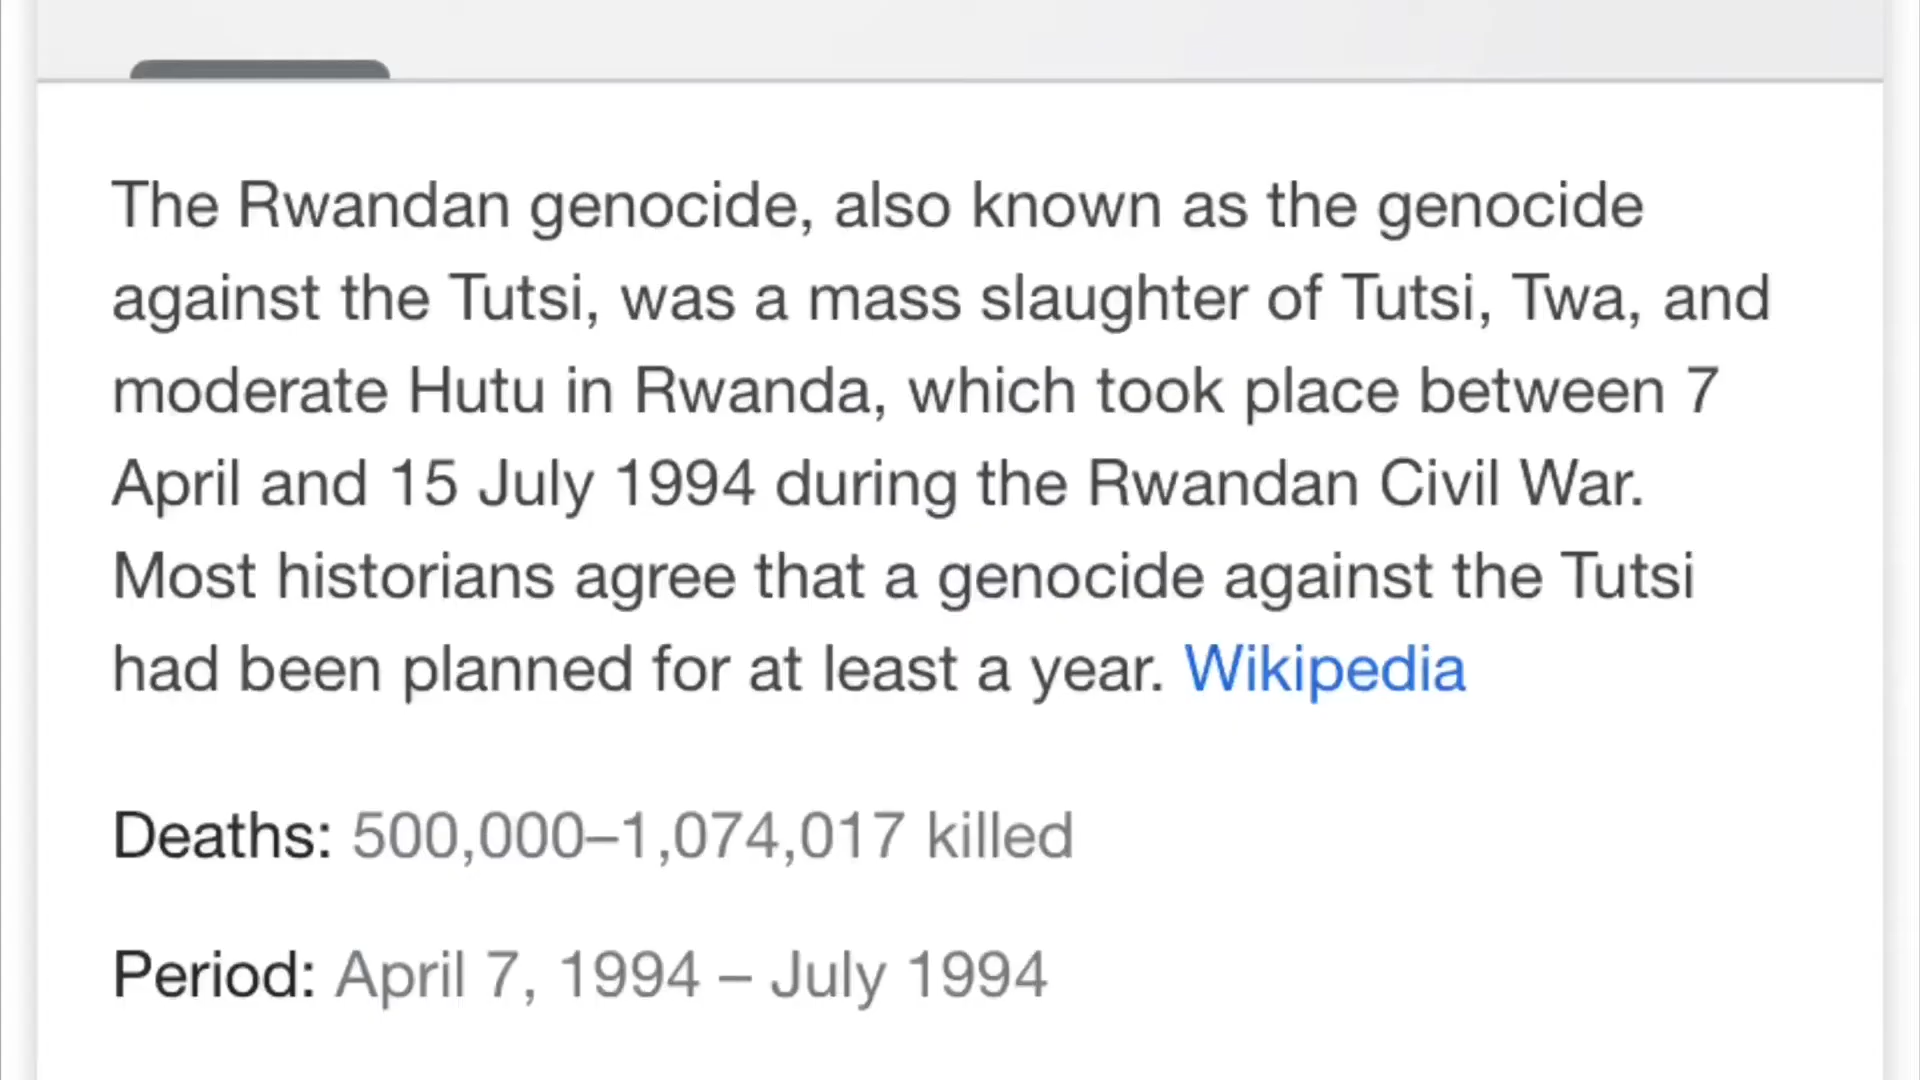 The Rwandan genocide, also known as the genocide
against the Tutsi, was a mass slaughter of Tutsi, Twa, and
moderate Hutu in Rwanda, which took place between 7
April and 15 July 1994 during the Rwandan Civil War.
Most historians agree that a genocide against the Tutsi
had been planned for at least a year. Wikipedia
Deaths: 500,000–1,074,017 killed
Period: April 7, 1994 – July 1994